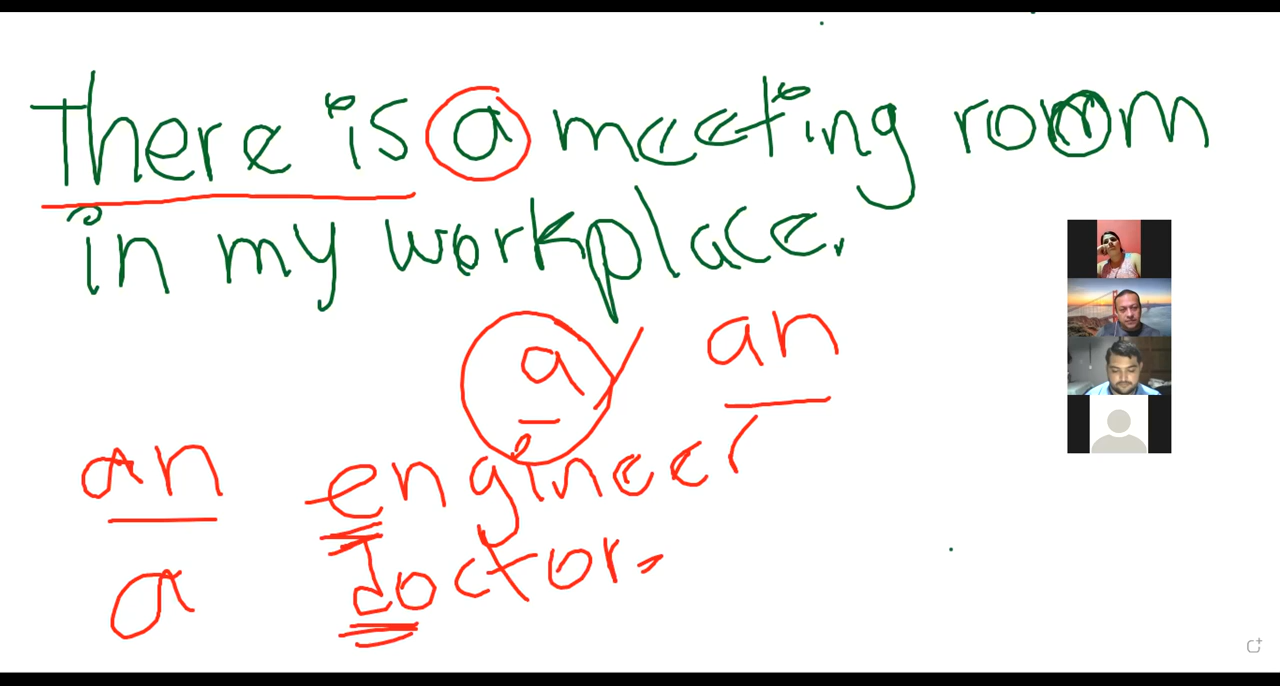 There is a meeting room
in my workplace.
a an
an engineer
a doctor.